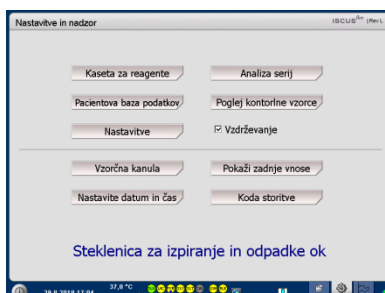 Nastavitve in nadzor
Kaseta za reagente
Analiza serij
Pacientova baza podatkov
Poglej kontorlne vzorce
Nastavitve
Vzdrževanje
Vzorčna kanula
Pokaži zadnje vnose
Nastavite datum in čas
Koda storitve
Steklenica za izpiranje in odpadke ok
37,8 °C